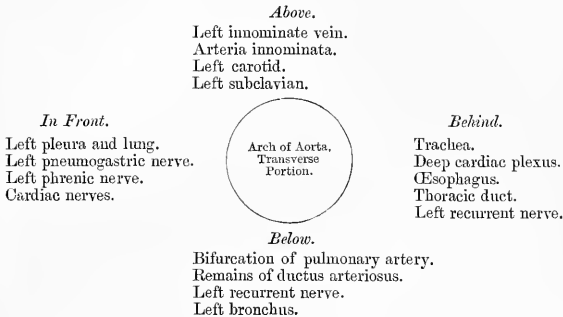 Above.
Left innominate vein.
Arteria innominata.
Left carotid.
Left subclavian.
In Front.
Left pleura and lung.
Left pneumogastric nerve.
Left phrenic nerve.
Cardiac nerves.
Arch of Aorta,
Transverse
Portion.
Behind.
Trachea.
Deep cardiac plexus.
Œsophagus.
Thoracic duct.
Left recurrent nerve.
Below.
Bifurcation of pulmonary artery.
Remains of ductus arteriosus.
Left recurrent nerve.
Left bronchus.